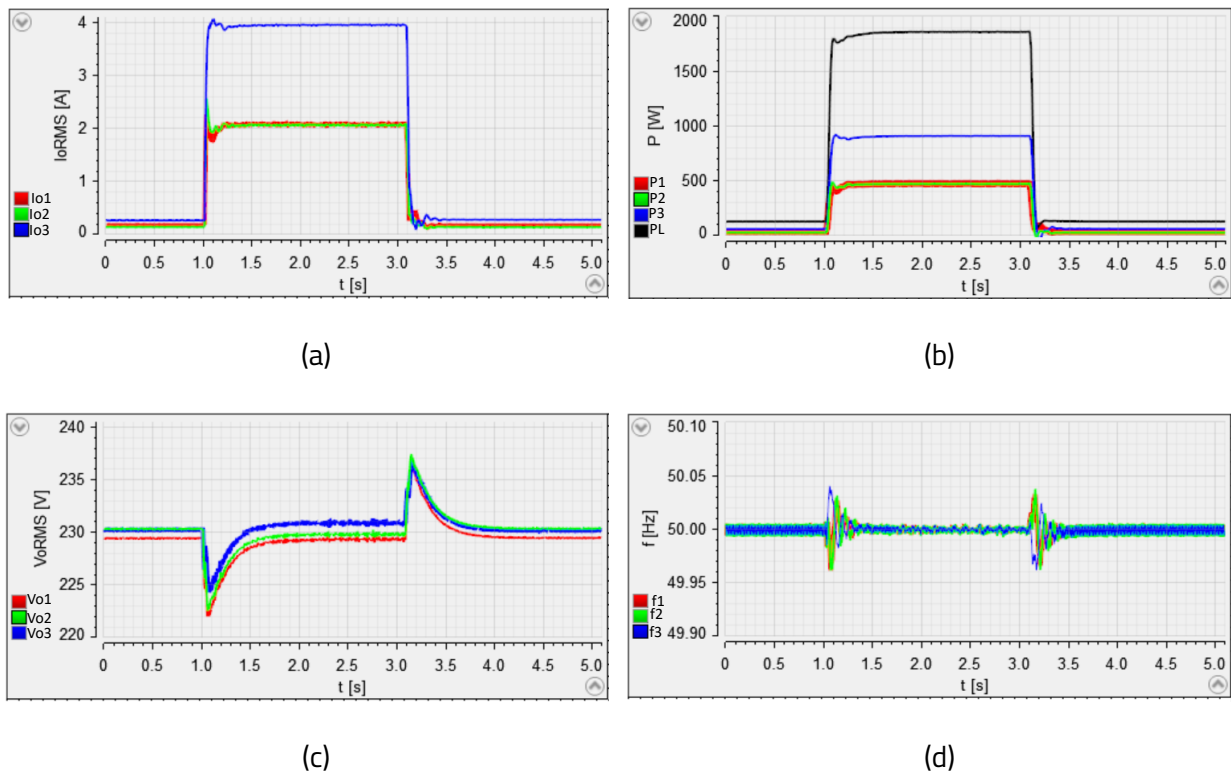 4
4
2
2
0
IoRMS [A]
Io1
Io2
Io3
0 0.5 1.0 1.5 2.0 2.5 3.0 3.5 4.0 4.5 5.0
t [s]
(a)
2000
1500
1000
500
0
P [W]
P1
P2
P3
PL
0 0.5 1.0 1.5 2.0 2.5 3.0 3.5 4.0 4.5 5.0
t [s]
(b)
240
235
230
225
220
VoRMS [V]
Vo1
Vo2
Vo3
0 0.5 1.0 1.5 2.0 2.5 3.0 3.5 4.0 4.5 5.0
t [s]
(c)
50.10
50.05
50.00
49.95
49.90
f [Hz]
f1
f2
f3
0 0.5 1.0 1.5 2.0 2.5 3.0 3.5 4.0 4.5 5.0
t [s]
(d)